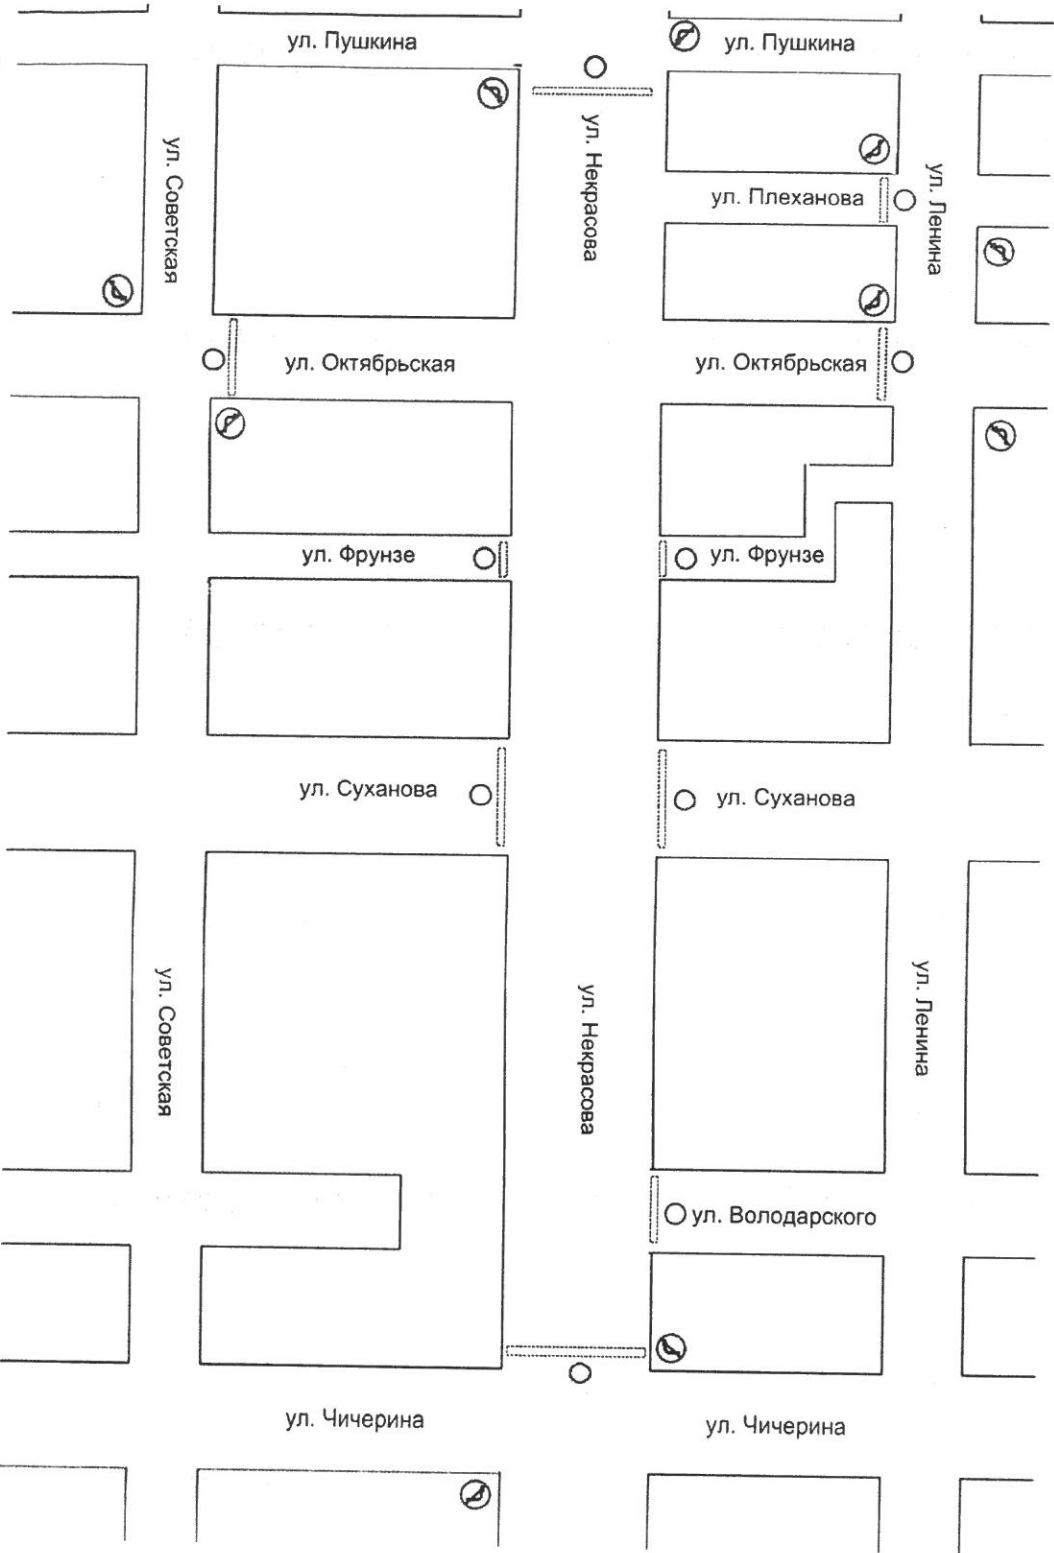 ул. Пушкина
ул. Пушкина
ул. Советская
ул. Некрасова
ул. Плеханова
ул. Ленина
ул. Октябрьская
ул. Октябрьская
ул. Фрунзе
ул. Фрунзе
ул. Суханова
ул. Суханова
ул. Советская
ул. Некрасова
ул. Ленина
ул. Володарского
ул. Чичерина
ул. Чичерина